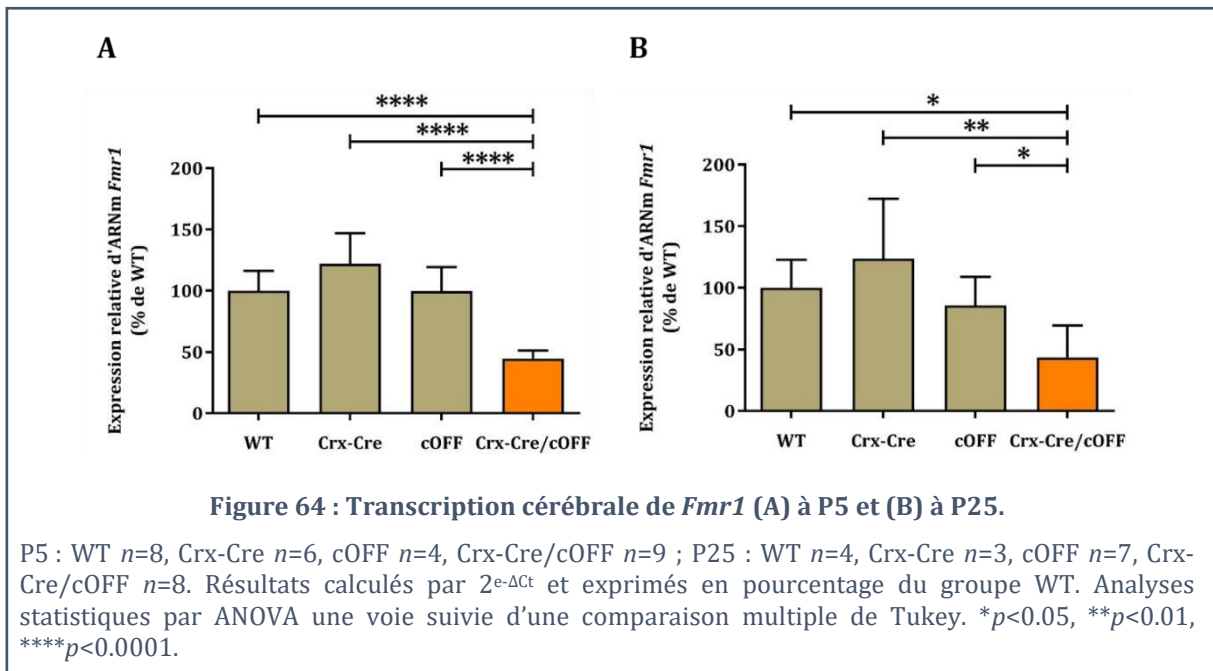 A
B
****
****
****
*
**
*
Expression relative d'ARNm Fmr1
(% de WT)
200
150
100
50
0
WT Crx-Cre cOFF Crx-Cre/cOFF
Expression relative d'ARNm Fmr1
(% de WT)
200
150
100
50
0
WT Crx-Cre cOFF Crx-Cre/cOFF
Figure 64 : Transcription cérébrale de Fmr1 (A) à P5 et (B) à P25.
P5 : WT n=8, Crx-Cre n=6, cOFF n=4, Crx-Cre/cOFF n=9 ; P25 : WT n=4, Crx-Cre n=3, cOFF n=7, Crx-
Cre/cOFF n=8. Résultats calculés par 2e-ΔCt et exprimés en pourcentage du groupe WT. Analyses
statistiques par ANOVA une voie suivie d’une comparaison multiple de Tukey. *p<0.05, **p<0.01,
****p<0.0001.